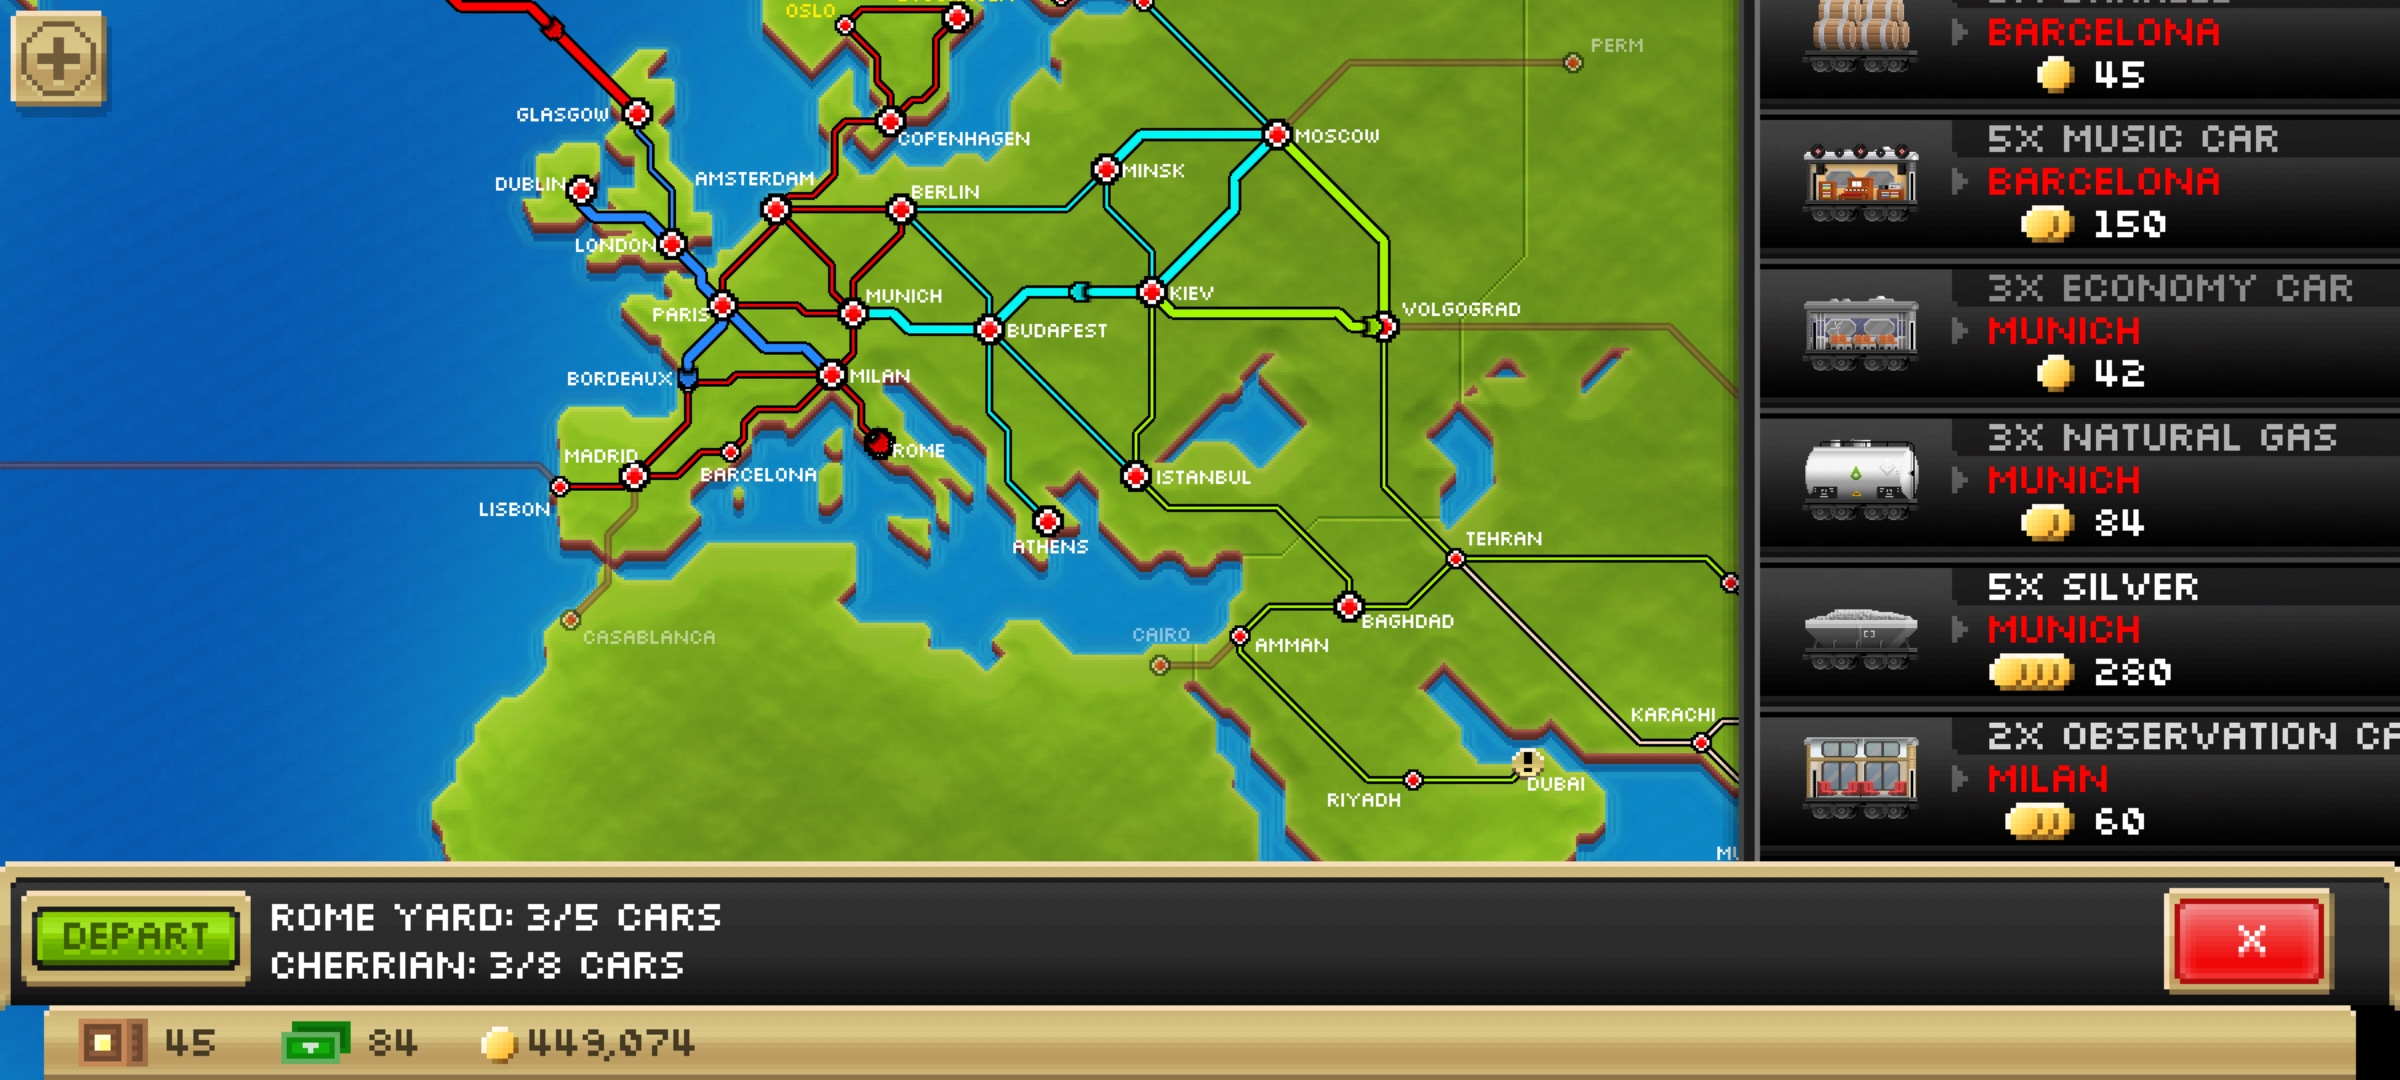 OSLO
PERM
GLASGOW
COPENHAGEN
MOSCOW
MINSK
AMSTERDAM
BERLIN
DUBLIN
LONDON
MUNICH
KIEV
PARIS
BUDAPEST
VOLGOGRAD
BORDEAUX
MILAN
MADRID
ROME
BARCELONA
ISTANBUL
LISBON
ATHENS
TEHRAN
CASABLANCA
CAIRO
AMMAN
BAGHDAD
KARACHI
RIYADH
DUBAI
BARCELONA
45
5X MUSIC CAR
BARCELONA
150
3X ECONOMY CAR
MUNICH
42
3X NATURAL GAS
MUNICH
84
5X SILVER
MUNICH
280
2X OBSERVATION CA
MILAN
60
DEPART
ROME YARD: 3/5 CARS
CHERRIAN: 3/8 CARS
X
45
84
449,074